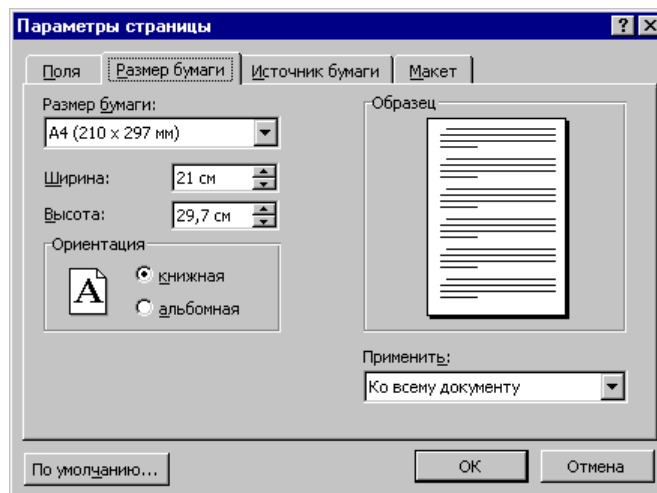 Параметры страницы
Поля
Размер бумаги
Источник бумаги
Макет
Размер бумаги:
A4 (210 x 297 мм)
Ширина:
21 см
Высота:
29,7 см
Ориентация
A
книжная
альбомная
Образец
Применить:
Ко всему документу
По умолчанию...
ОК
Отмена